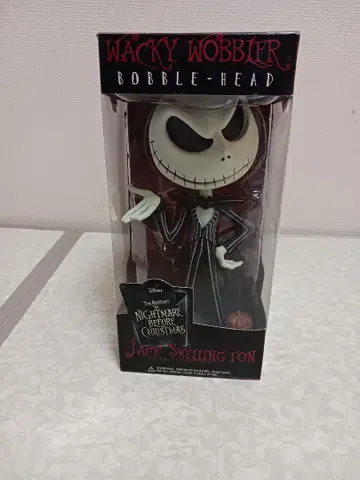 WACKY WOBBLER
BOBBLE-HEAD
Disney
TIM BURTON'S
THE
NIGHTMARE
BEFORE
CHRISTMAS
JACK SKELLINGTON